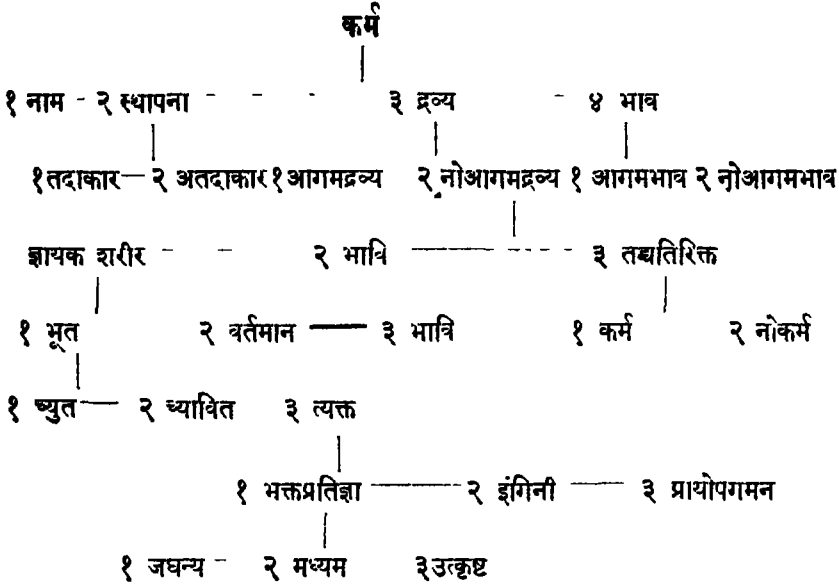 कर्म
१ नाम - २ स्थापना - - - ३ द्रव्य - ४ भाव
१तदाकार — २ अतदाकार १आगमद्रव्य २ नोआगमद्रव्य १ आगमभाव २ नोआगमभाव
ज्ञायक शरीर - - २ भावि — - - - ३ तद्यतिरिक्त
१ भूत २ वर्तमान — ३ भावि १ कर्म २ नोकर्म
१ च्युत — २ च्यावित ३ त्यक्त
१ भक्तप्रतिज्ञा — २ इंगिनी — ३ प्रायोपगमन
१ जघन्य - २ मध्यम ३उत्कृष्ट